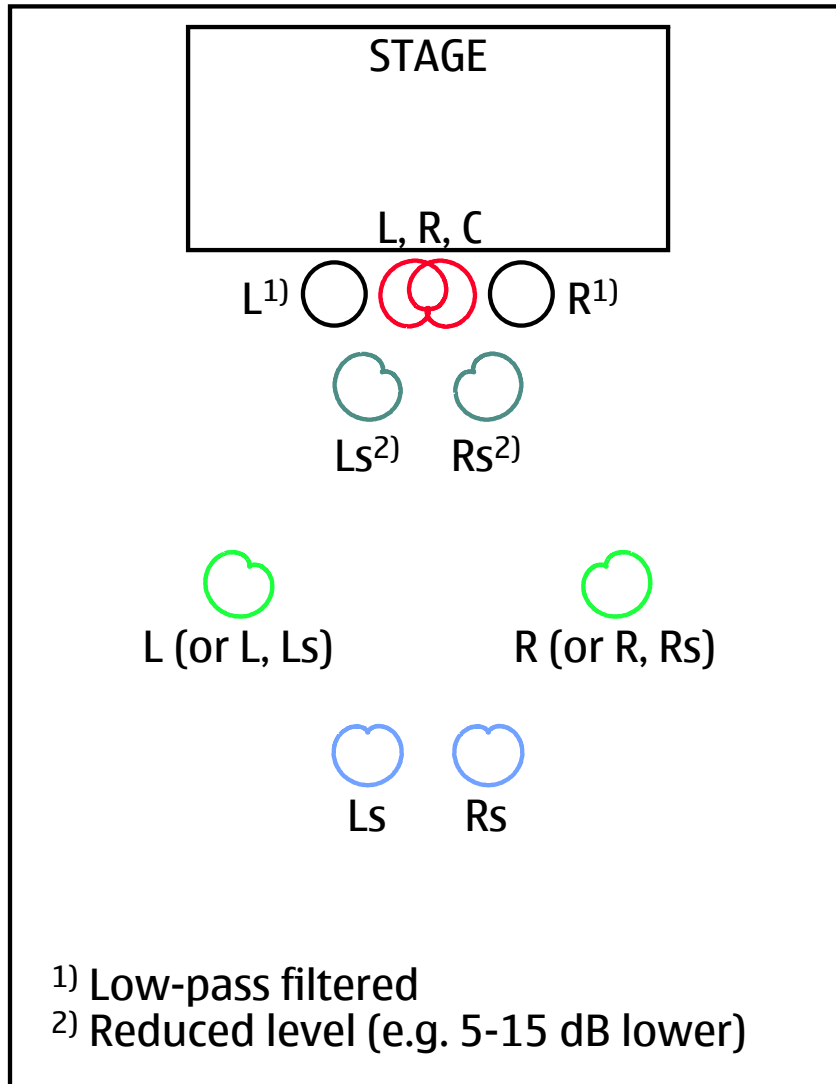 STAGE
L, R, C
L1) R1)
Ls2) Rs2)
L (or L, Ls) R (or R, Rs)
Ls Rs
1) Low-pass filtered
2) Reduced level (e.g. 5-15 dB lower)